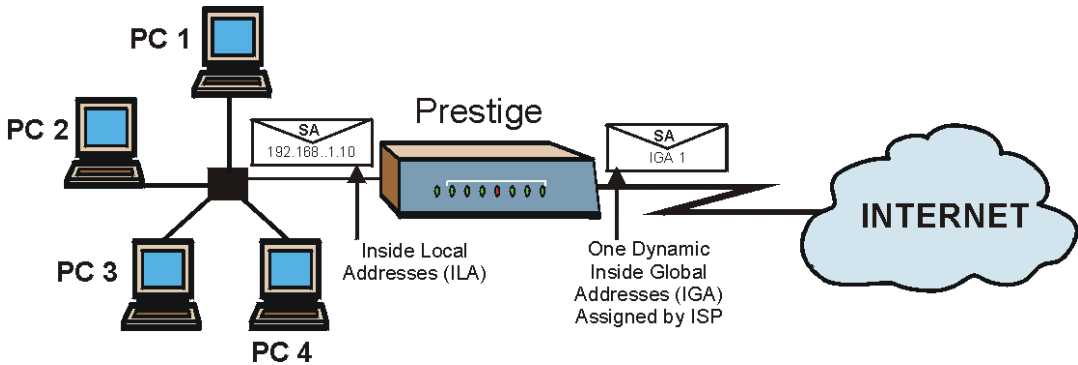 PC 1
PC 2
PC 3
PC 4
SA
192.168..1.10
Prestige
SA
IGA 1
Inside Local
Addresses (ILA)
One Dynamic
Inside Global
Addresses (IGA)
Assigned by ISP
INTERNET